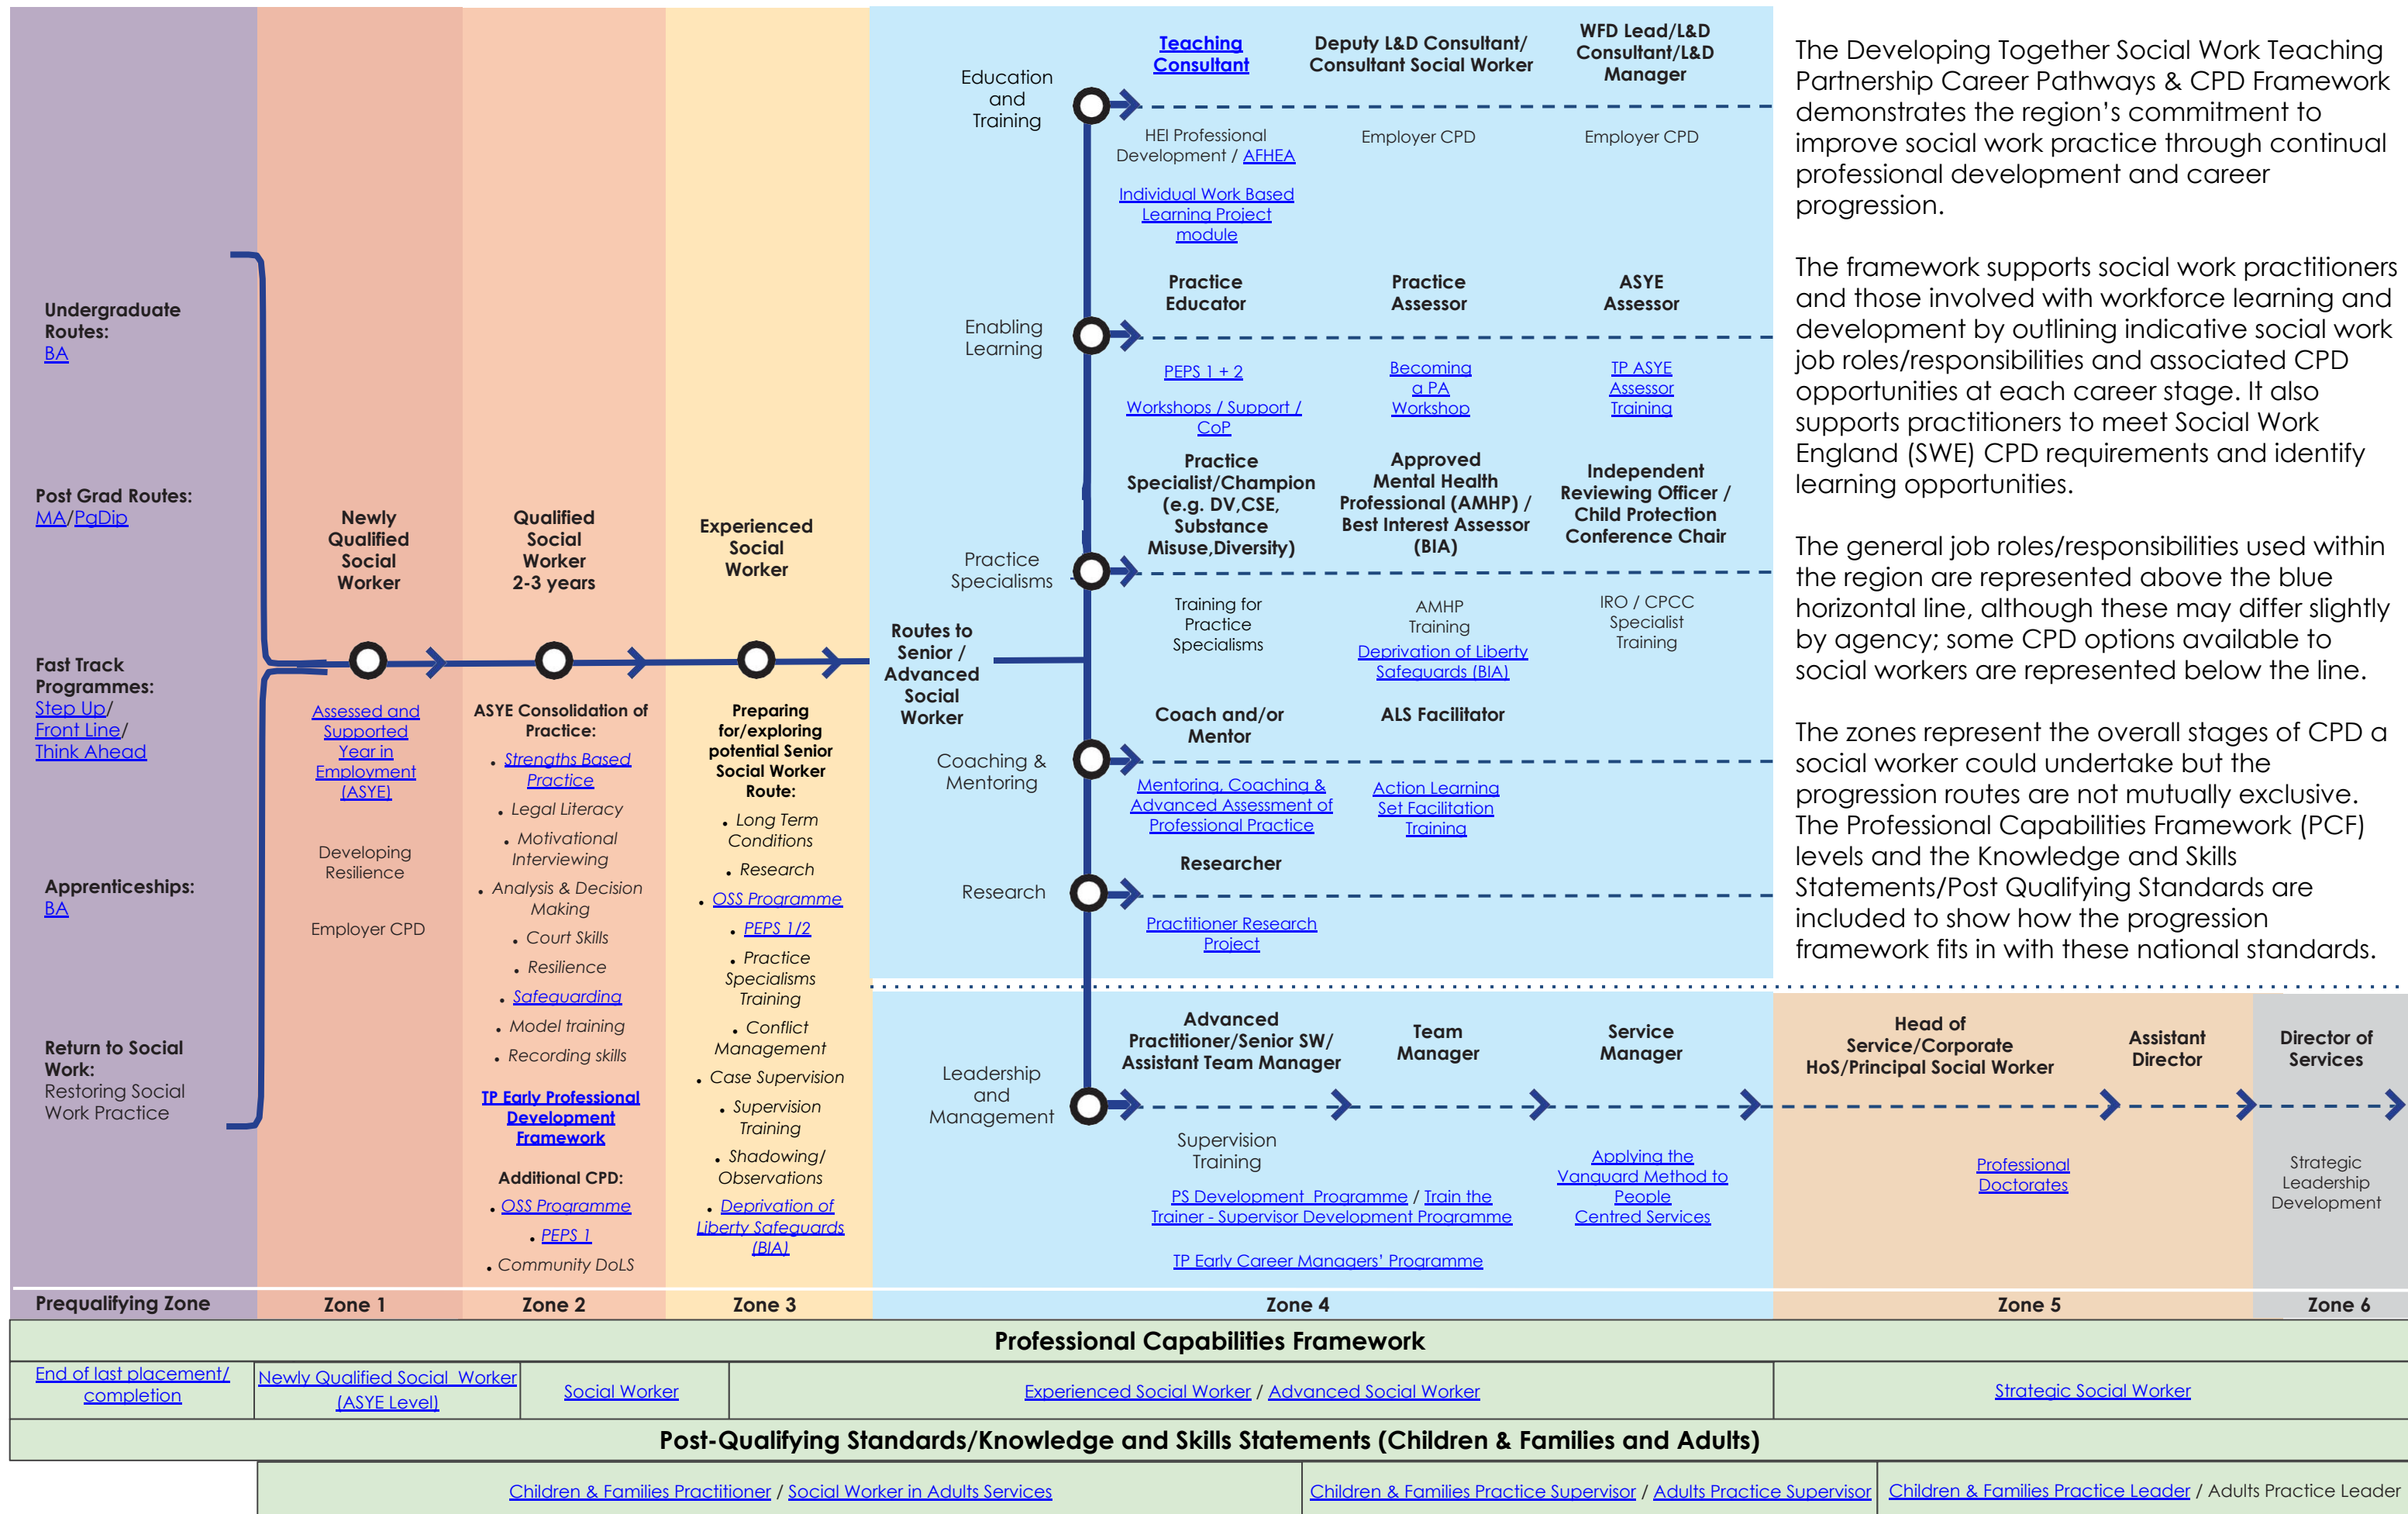 Undergraduate
Routes:
BA
Post Grad Routes:
MA/PgDip
Fast Track
Programmes:
Step Up/
Front Line/
Think Ahead
Apprenticeships:
BA
Return to Social
Work:
Restoring Social
Work Practice
Prequalifying Zone
Newly
Qualified
Social
Worker
Assessed and
Supported
Year in
Employment
(ASYE)
Developing
Resilience
Employer CPD
Zone 1
Qualified
Social
Worker
2-3 years
ASYE Consolidation of
Practice:
• Strengths Based
Practice
• Legal Literacy
• Motivational
Interviewing
• Analysis & Decision
Making
• Court Skills
• Resilience
• Safeguarding
• Model training
• Recording skills
TP Early Professional
Development
Framework
Additional CPD:
• OSS Programme
• PEPS 1
• Community DoLS
Zone 2
Experienced
Social
Worker
Preparing
for/exploring
potential Senior
Social Worker
Route:
• Long Term
Conditions
• Research
• OSS Programme
• PEPS 1/2
• Practice
Specialisms
Training
• Conflict
Management
• Case Supervision
• Supervision
Training
• Shadowing/
Observations
• Deprivation of
Liberty Safeguards
(BIA)
Zone 3
Routes to
Senior /
Advanced
Social
Worker
Education
and
Training
Teaching
Consultant
HEI Professional
Development / AFHEA
Individual Work Based
Learning Project
module
Deputy L&D Consultant/
Consultant Social Worker
Employer CPD
WFD Lead/L&D
Consultant/L&D
Manager
Employer CPD
Enabling
Learning
Practice
Educator
PEPS 1 + 2
Workshops / Support /
CoP
Practice
Assessor
Becoming
a PA
Workshop
ASYE
Assessor
TP ASYE
Assessor
Training
Practice
Specialisms
Practice
Specialist/Champion
(e.g. DV,CSE,
Substance
Misuse,Diversity)
Training for
Practice
Specialisms
Approved
Mental Health
Professional (AMHP) /
Best Interest Assessor
(BIA)
AMHP
Training
Deprivation of Liberty
Safeguards (BIA)
Independent
Reviewing Officer /
Child Protection
Conference Chair
IRO / CPCC
Specialist
Training
Coaching &
Mentoring
Coach and/or
Mentor
Mentoring, Coaching &
Advanced Assessment of
Professional Practice
ALS Facilitator
Action Learning
Set Facilitation
Training
Research
Researcher
Practitioner Research
Project
Leadership
and
Management
Advanced
Practitioner/Senior SW/
Assistant Team Manager
Supervision
Training
Team
Manager
PS Development Programme / Train the
Trainer - Supervisor Development Programme
TP Early Career Managers' Programme
Service
Manager
Applying the
Vanguard Method to
People
Centred Services
Zone 4
Head of
Service/Corporate
HoS/Principal Social Worker
Professional
Doctorates
Assistant
Director
Zone 5
Director of
Services
Strategic
Leadership
Development
Zone 6
The Developing Together Social Work Teaching
Partnership Career Pathways & CPD Framework
demonstrates the region's commitment to
improve social work practice through continual
professional development and career
progression.
The framework supports social work practitioners
and those involved with workforce learning and
development by outlining indicative social work
job roles/responsibilities and associated CPD
opportunities at each career stage. It also
supports practitioners to meet Social Work
England (SWE) CPD requirements and identify
learning opportunities.
The general job roles/responsibilities used within
the region are represented above the blue
horizontal line, although these may differ slightly
by agency; some CPD options available to
social workers are represented below the line.
The zones represent the overall stages of CPD a
social worker could undertake but the
progression routes are not mutually exclusive.
The Professional Capabilities Framework (PCF)
levels and the Knowledge and Skills
Statements/Post Qualifying Standards are
included to show how the progression
framework fits in with these national standards.
Professional Capabilities Framework
End of last placement/
completion
Newly Qualified Social Worker
(ASYE Level)
Social Worker
Experienced Social Worker / Advanced Social Worker
Strategic Social Worker
Post-Qualifying Standards/Knowledge and Skills Statements (Children & Families and Adults)
Children & Families Practitioner / Social Worker in Adults Services
Children & Families Practice Supervisor / Adults Practice Supervisor
Children & Families Practice Leader / Adults Practice Leader